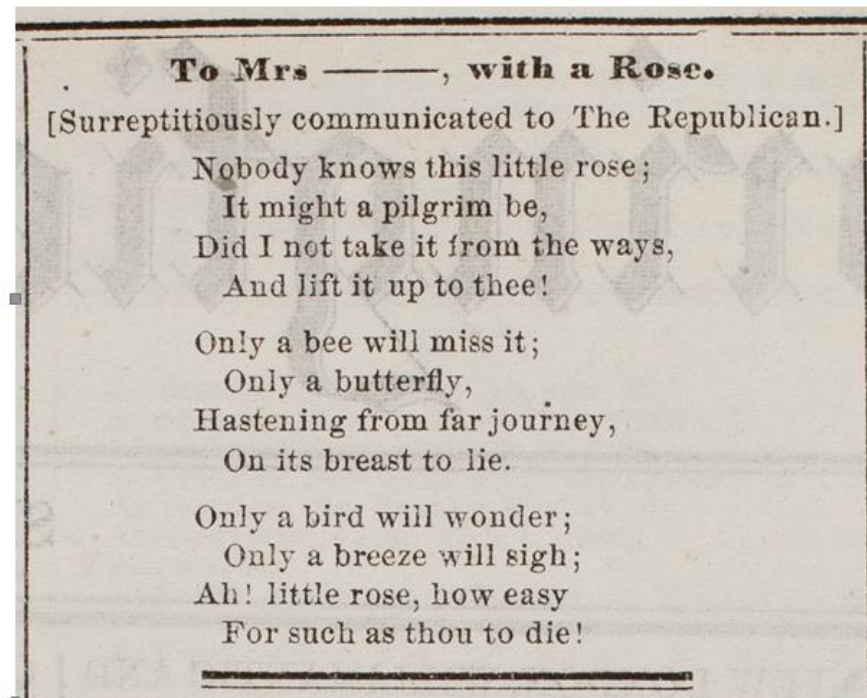 To Mrs ———, with a Rose.
[Surreptitiously communicated to The Republican.]
Nobody knows this little rose;
It might a pilgrim be,
Did I not take it from the ways,
And lift it up to thee!
Only a bee will miss it;
Only a butterfly,
Hastening from far journey,
On its breast to lie.
Only a bird will wonder;
Only a breeze will sigh;
Ah! little rose, how easy
For such as thou to die!